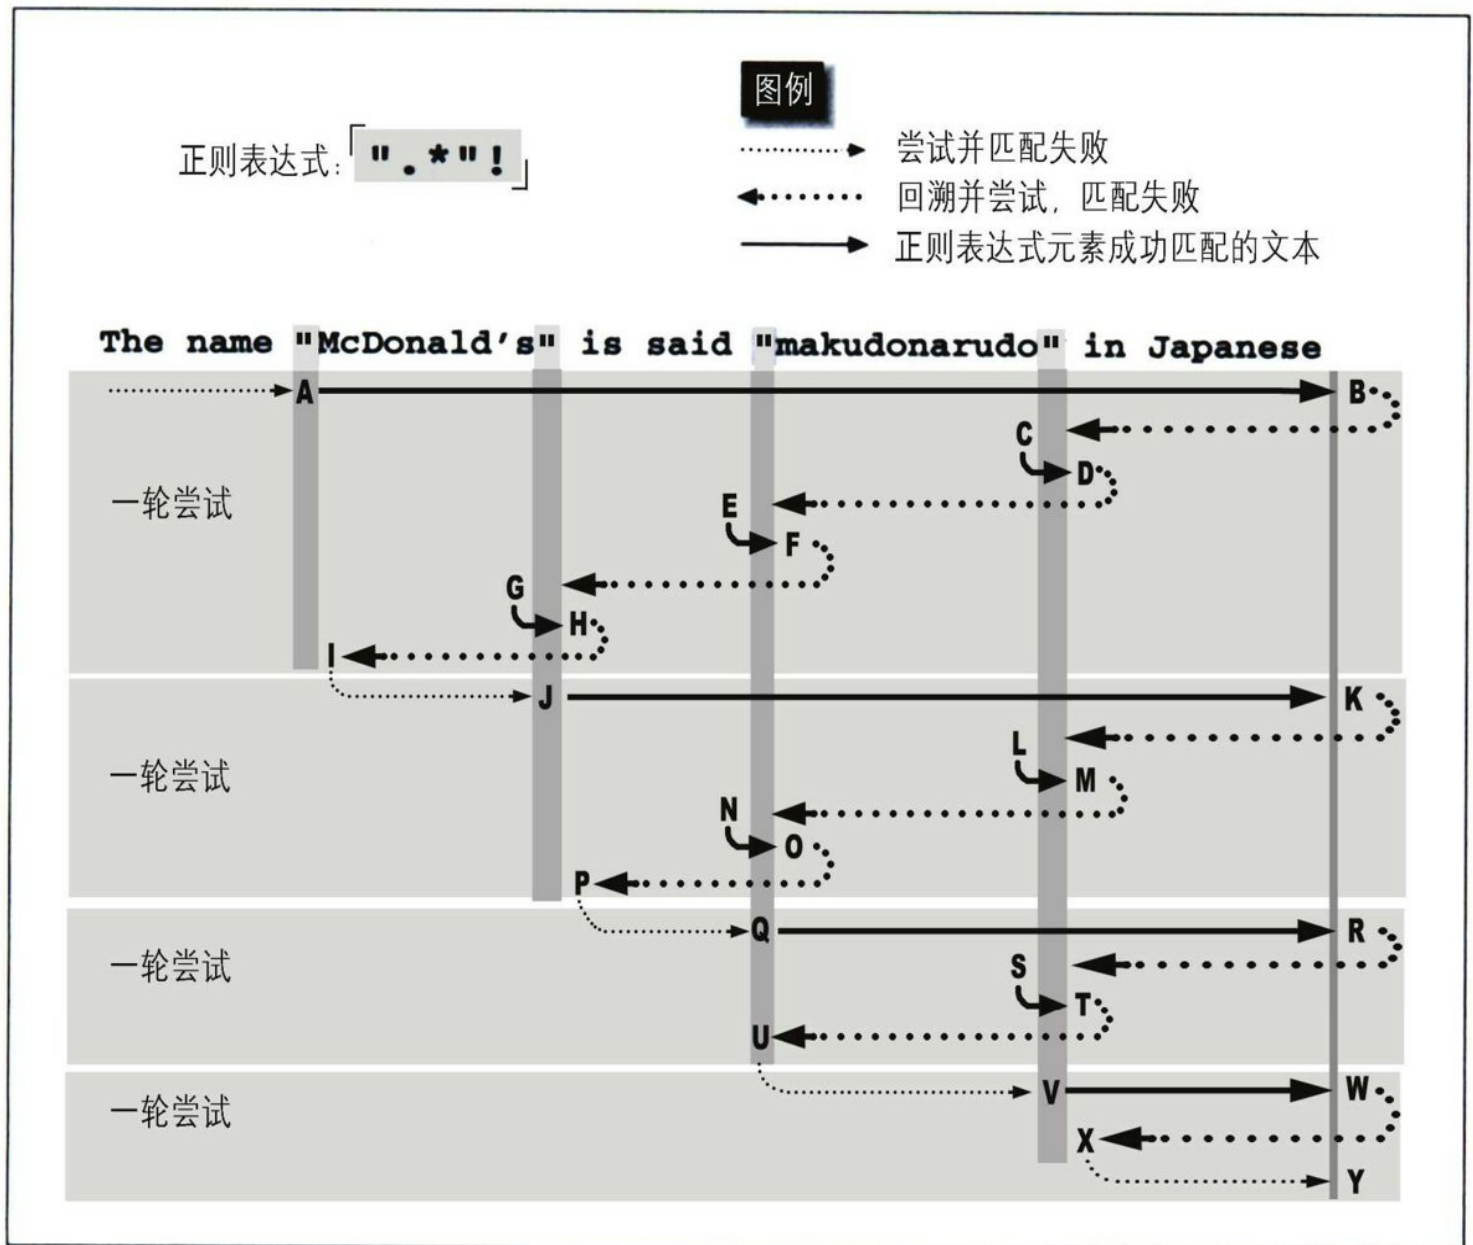 图例
正则表达式:「".*"!」
尝试并匹配失败
回溯并尝试,匹配失败
正则表达式元素成功匹配的文本
The name "McDonald's" is said "makudonarudo" in Japanese
A B
C
D
一轮尝试
E
F
G
H
I
J K
L
一轮尝试
M
N
O
P
Q R
一轮尝试
S
T
U
V W
一轮尝试
X
Y